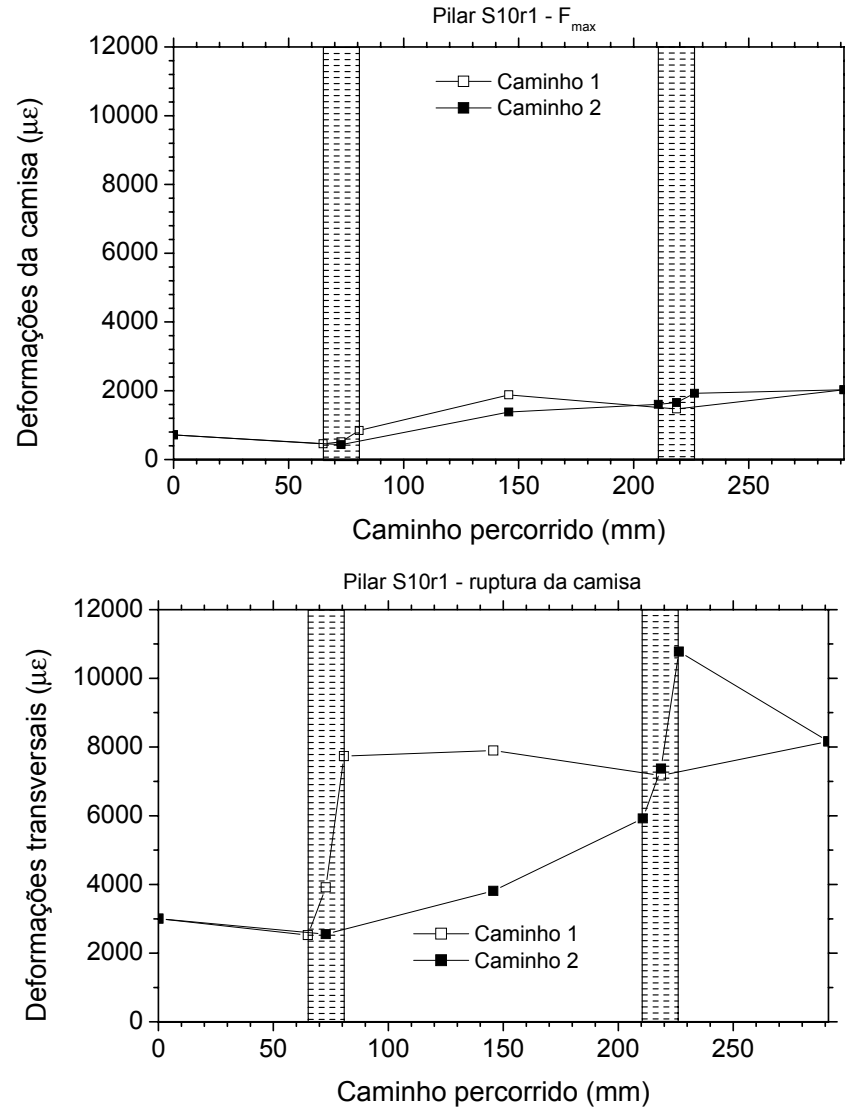 Pilar S10r1 - Fmax
12000
10000
8000
6000
4000
2000
0
Deformações da camisa (με)
Caminho 1
Caminho 2
0 50 100 150 200 250
Caminho percorrido (mm)
Pilar S10r1 - ruptura da camisa
12000
10000
8000
6000
4000
2000
0
Deformações transversais (με)
Caminho 1
Caminho 2
0 50 100 150 200 250
Caminho percorrido (mm)